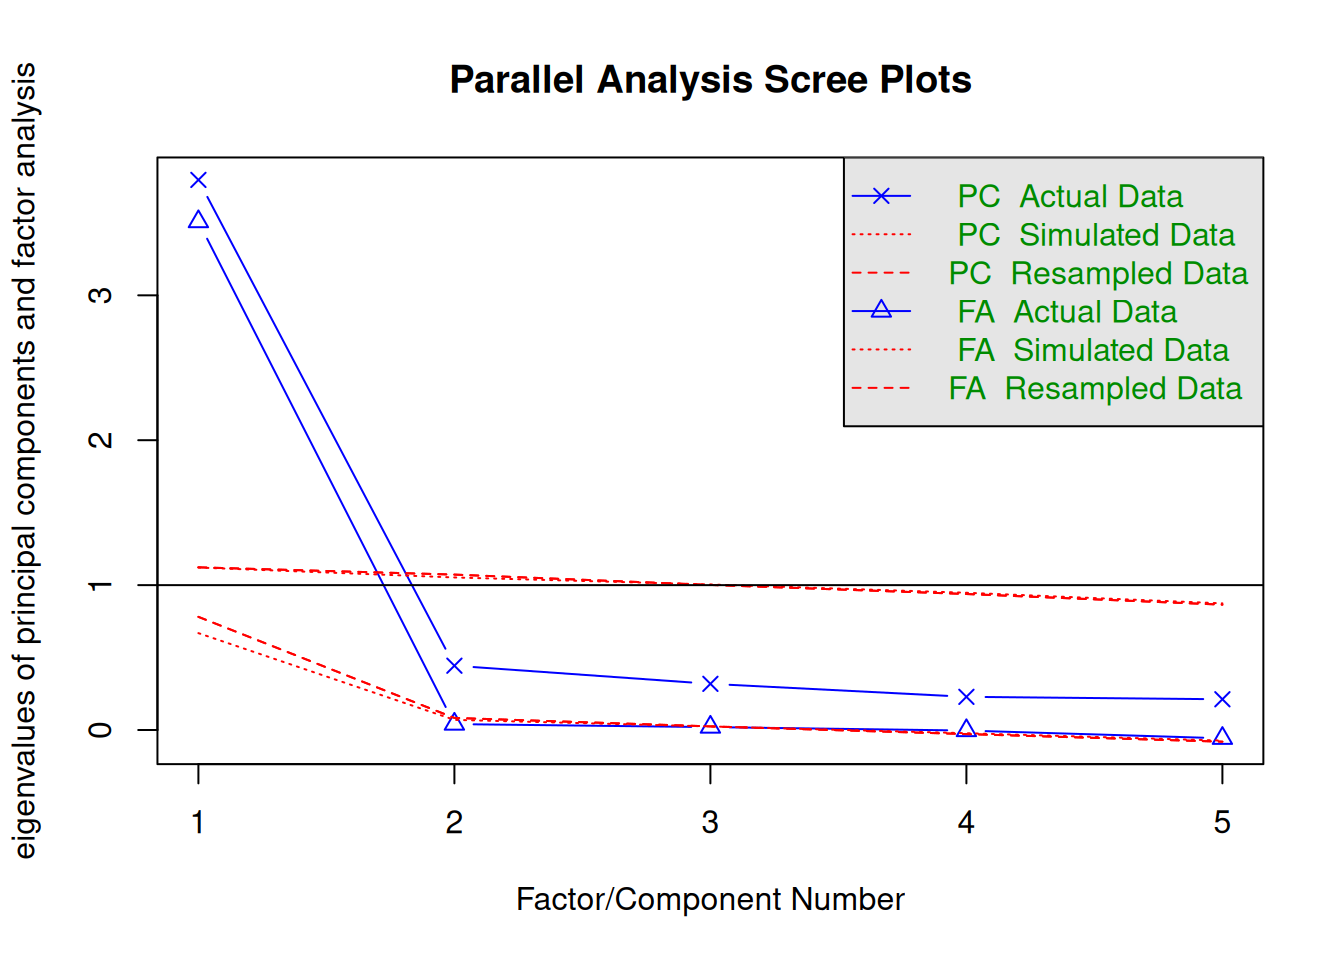 Parallel Analysis Scree Plots
eigenvalues of principal components and factor analysis
PC Actual Data
PC Simulated Data
PC Resampled Data
FA Actual Data
FA Simulated Data
FA Resampled Data
3
2
1
0
1 2 3 4 5
Factor/Component Number